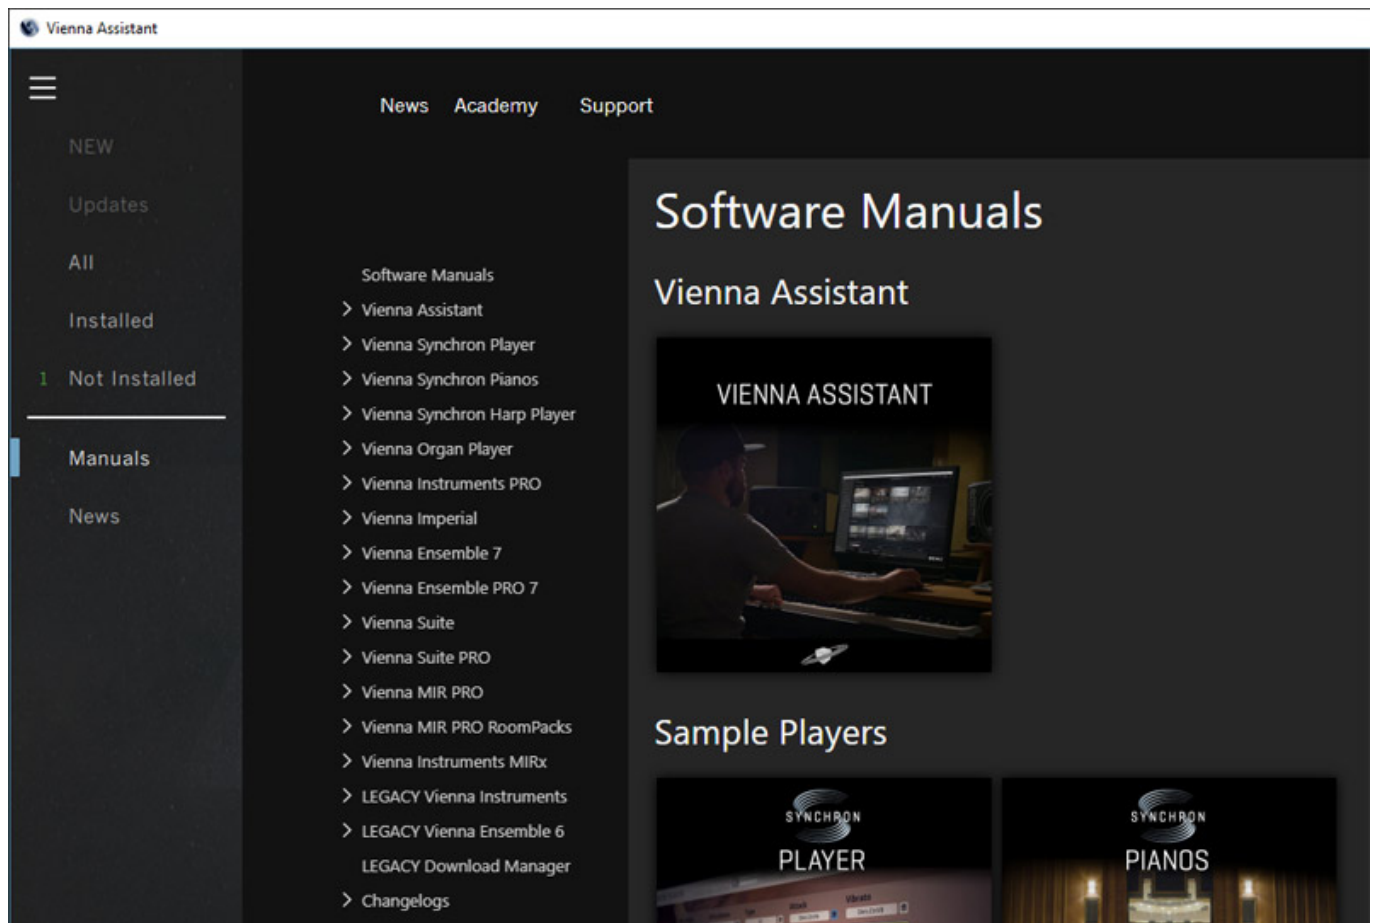 Vienna Assistant
News Academy Support
NEW
Updates
All
Installed
1 Not Installed
Manuals
News
Software Manuals
Vienna Assistant
Vienna Synchron Player
Vienna Synchron Pianos
Vienna Synchron Harp Player
Vienna Organ Player
Vienna Instruments PRO
Vienna Imperial
Vienna Ensemble 7
Vienna Ensemble PRO 7
Vienna Suite
Vienna Suite PRO
Vienna MIR PRO
Vienna MIR PRO RoomPacks
Vienna Instruments MIRx
LEGACY Vienna Instruments
LEGACY Vienna Ensemble 6
LEGACY Download Manager
Changelogs
Software Manuals
Vienna Assistant
VIENNA ASSISTANT
Sample Players
SYNCHRON
PLAYER
SYNCHRON
PIANOS